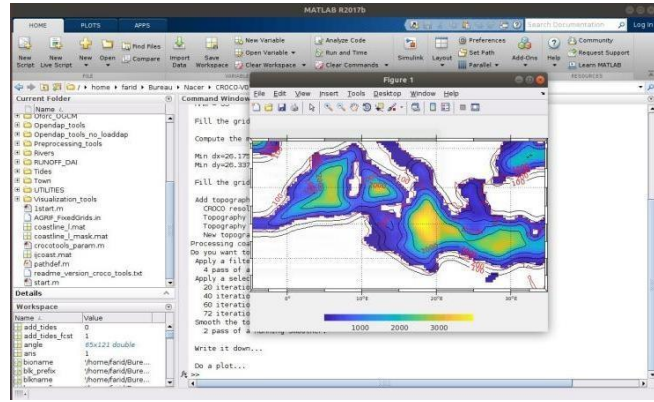 MATLAB R2017b
HOME PLOTS APPS
Search Documentation Log In
New Script
New Live Script
New
Open
Find Files
Compare
Import Data
Save Workspace
New Variable
Open Variable
Clear Workspace
Analyze Code
Run and Time
Clear Commands
Simulink
Layout
Preferences
Set Path
Parallel
Add-Ons
Help
Community
Request Support
Learn MATLAB
FILE
RESOURCES
/ home farid Bureau Nacer
Current Folder
Name
Opendap_tools
Opendap_tools_no_loaddap
Preprocessing_tools
Rivers
RUNOFF_DAI
Tides
Town
UTILITIES
Visualization_tools
1start.m
AGRIF_FixedGrids.in
coastline_l.mat
coastline_l_mask.mat
crocotools_param.m
ijcoast.mat
pathdef.m
readme_version_croco_tools.txt
start.m
Details
Workspace
Name Value
add_tides 0
add_tides_fcst 1
angle 85x121 double
ans 1
bioname '/home/farid/Bure...
blk_prefix '/home/farid/Bure...
blkname
Command Window
Fill the grid
Compute the
Min dx=26.175
Min dy=26.337
Fill the grid
Add topograph
CROCO resol
Topography
Topography
New topogra
Processing coa
Do you want to
Apply a filte
4 pass of a
Apply a selec
20 iteratio
40 iteratio
60 iteratio
72 iteratio
Smooth the to
2 pass of a
Write it down...
Do a plot...
>>
Figure 1
File Edit View Insert Tools Desktop Window Help
0° 10°E 20°E 30°E
1000 2000 3000